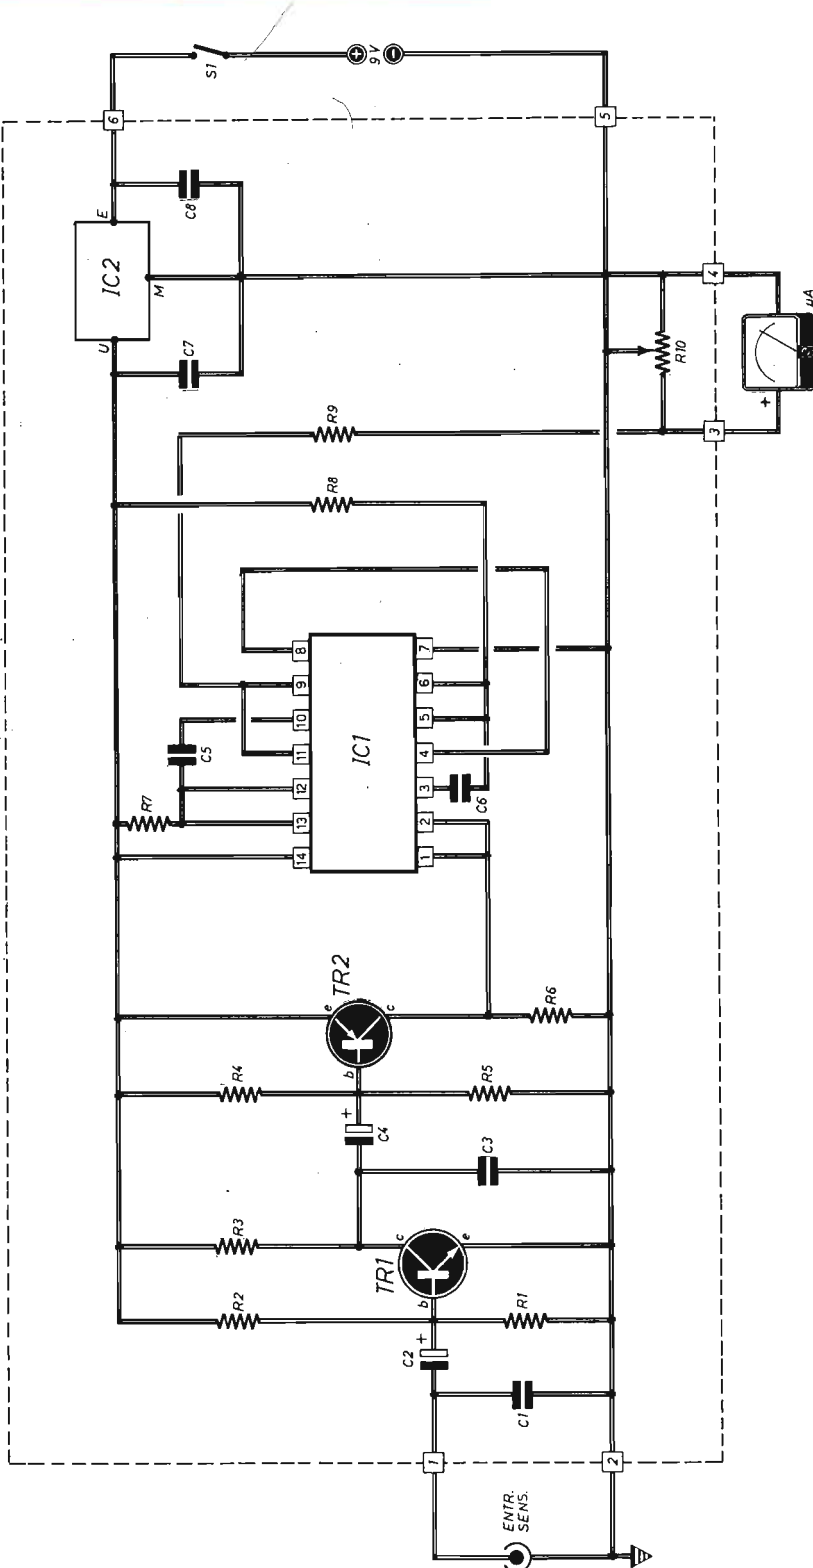 6
S1
+
9 V
−
5
E
C8
IC2
M
U
C7
R9
R8
4
R10
µA
+
3
8
9
10
11
12
13
14
7
6
5
4
3
2
1
IC1
C5
R7
C6
TR2
e
c
b
R6
R4
R5
+
C4
C3
R3
TR1
c
e
b
R2
R1
+
C2
C1
1
2
ENTR.
SENS.